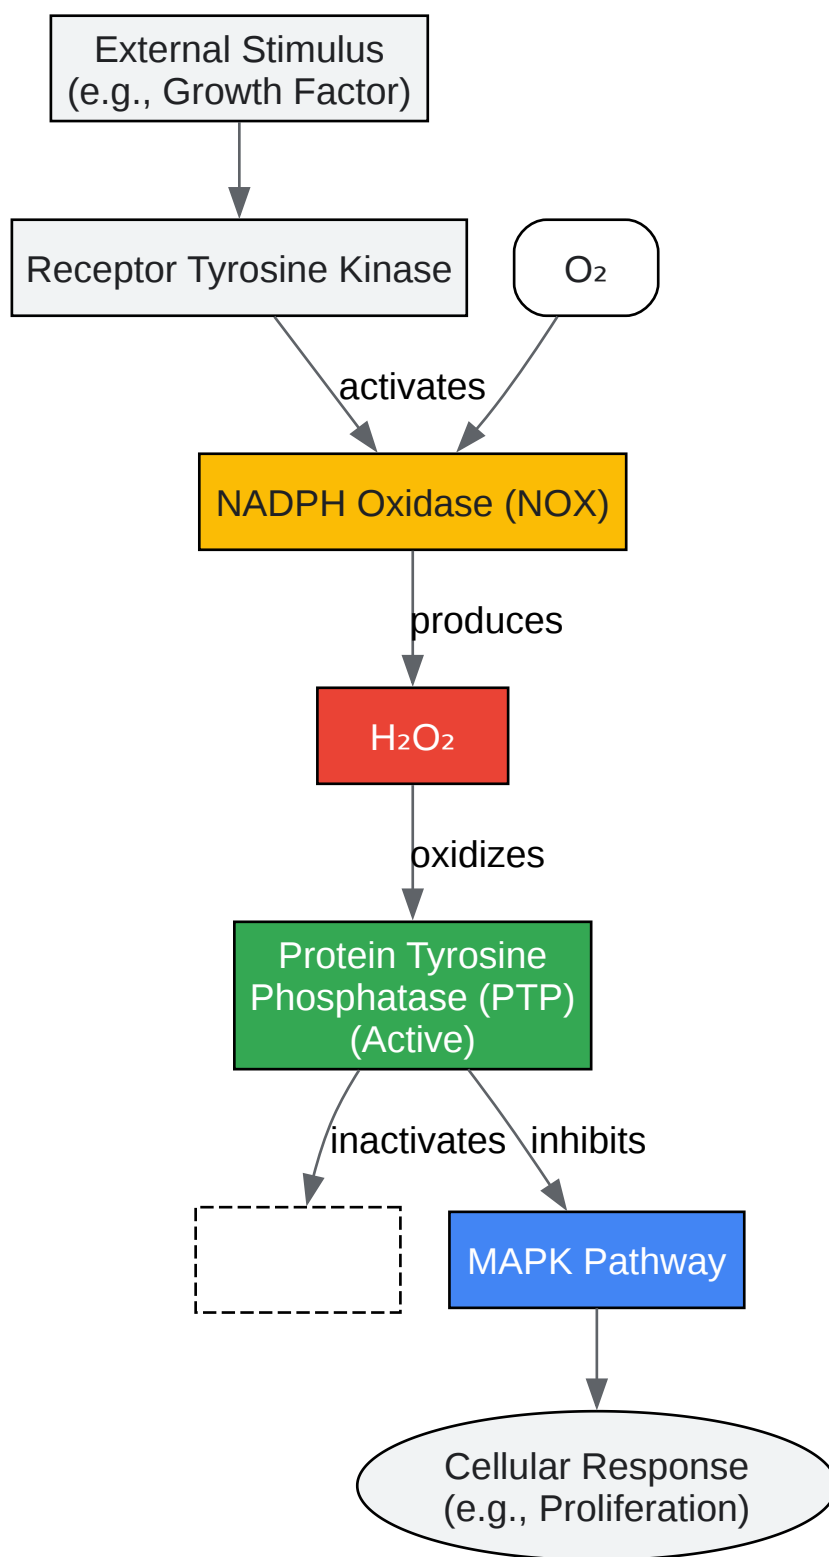 External Stimulus
(e.g., Growth Factor)
Receptor Tyrosine Kinase
O₂
activates
NADPH Oxidase (NOX)
produces
H₂O₂
oxidizes
Protein Tyrosine
Phosphatase (PTP)
(Active)
inactivates
inhibits
MAPK Pathway
Cellular Response
(e.g., Proliferation)